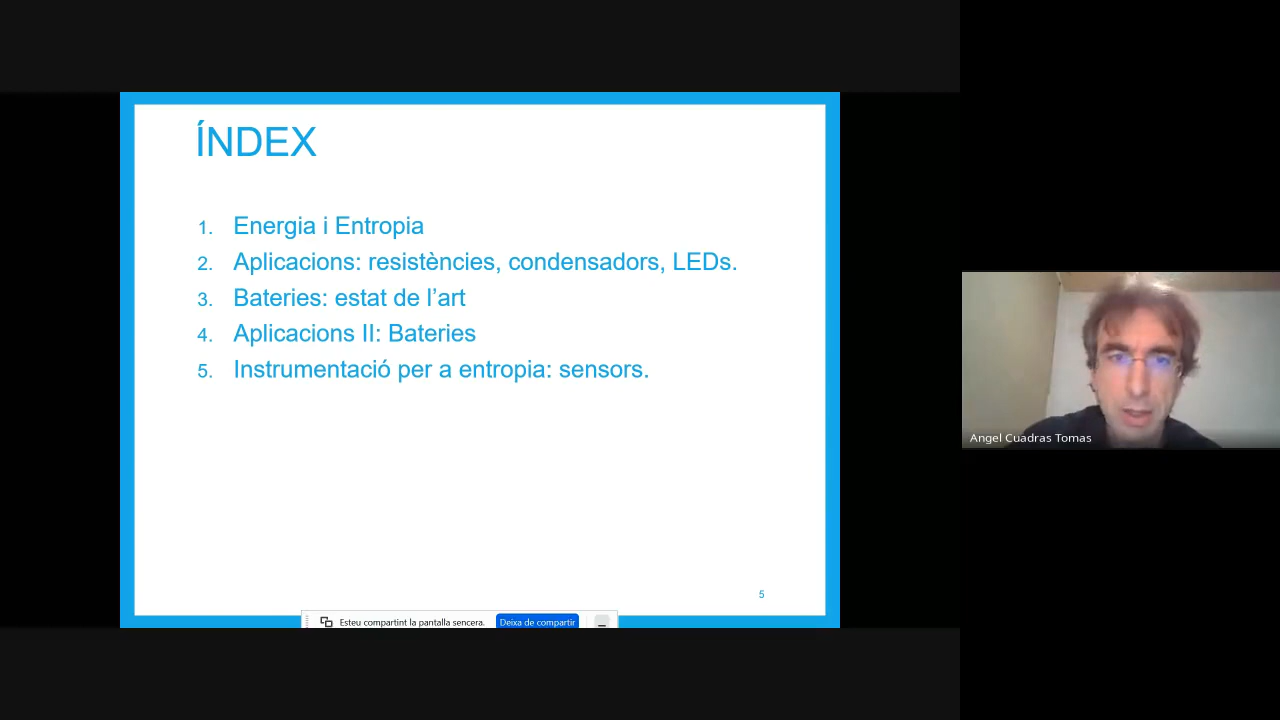 ÍNDEX
1. Energia i Entropia
2. Aplicacions: resistències, condensadors, LEDs.
3. Bateries: estat de l’art
4. Aplicacions II: Bateries
5. Instrumentació per a entropia: sensors.
5
Esteu compartint la pantalla sencera. Deixa de compartir
Angel Cuadras Tomas